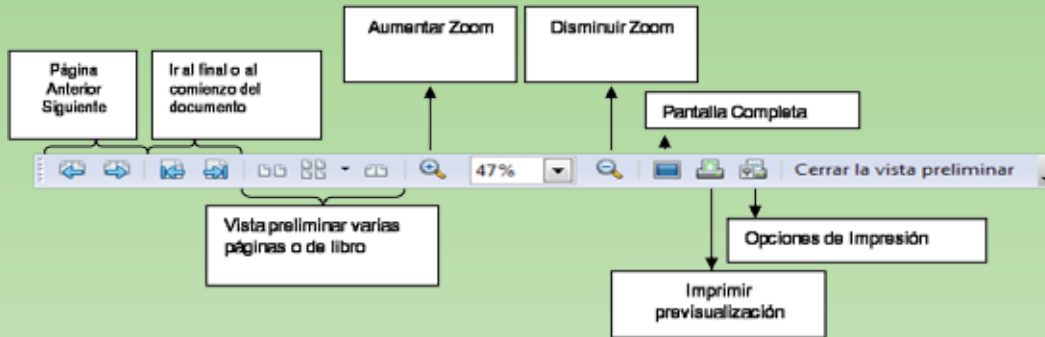 Aumentar Zoom
Disminuir Zoom
Página
Anterior
Siguiente
Ir al final o al
comienzo del
documento
Pantalla Completa
47%
Cerrar la vista preliminar
Vista preliminar varias
páginas o de libro
Opciones de Impresión
Imprimir
previsualización